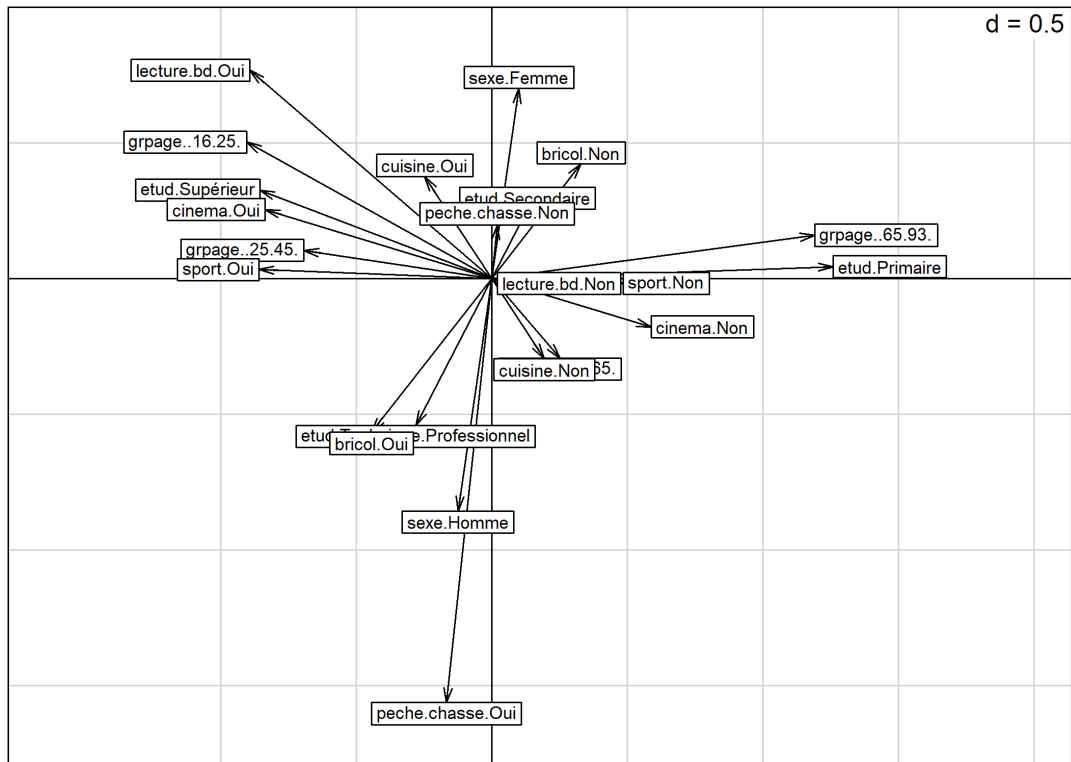 d = 0.5
lecture.bd.Oui
sexe.Femme
grpage..16.25.
bricol.Non
cuisine.Oui
etud.Supérieur
etud.Secondaire
cinema.Oui
peche.chasse.Non
grpage..65.93.
grpage..25.45.
sport.Oui
etud.Primaire
lecture.bd.Non
sport.Non
cinema.Non
cuisine.Non
65.
Professionnel
bricol.Oui
sexe.Homme
peche.chasse.Oui